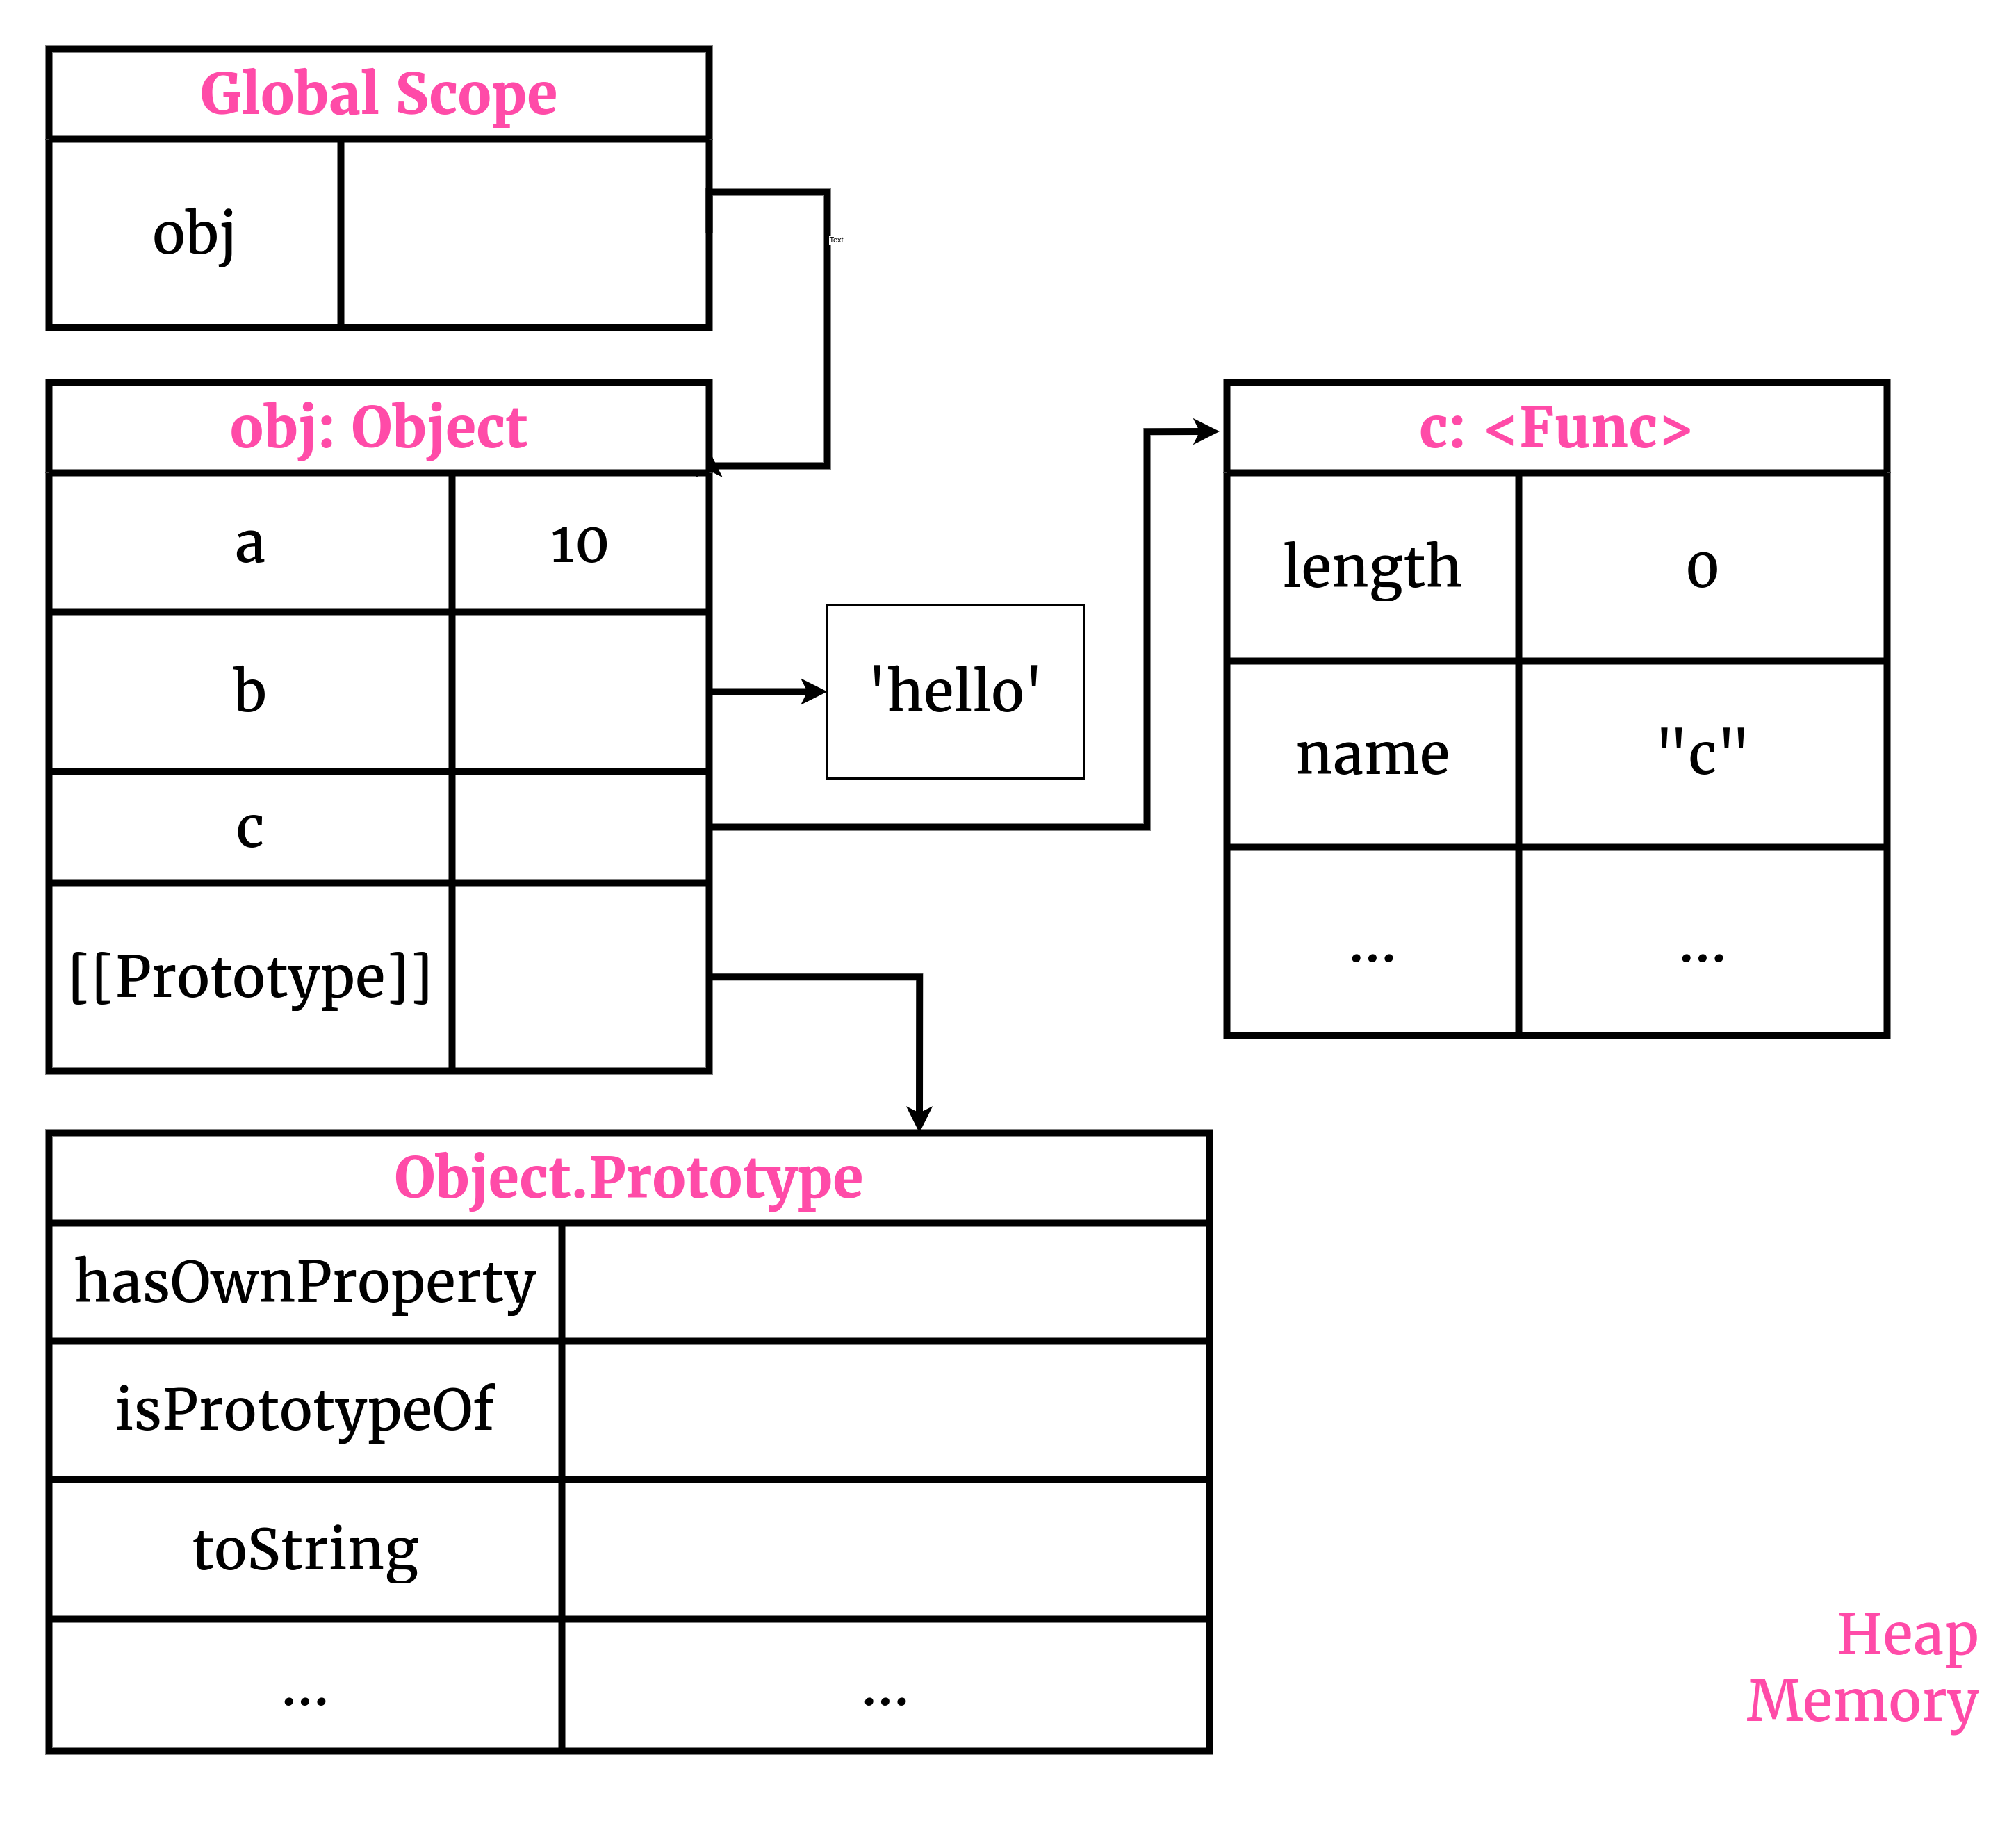 Global Scope
obj
Text
obj: Object
a 10
b
'hello'
c
[[Prototype]]
c: <Func>
length 0
name "c"
... ...
Object.Prototype
hasOwnProperty
isPrototypeOf
toString
... ...
Heap
Memory